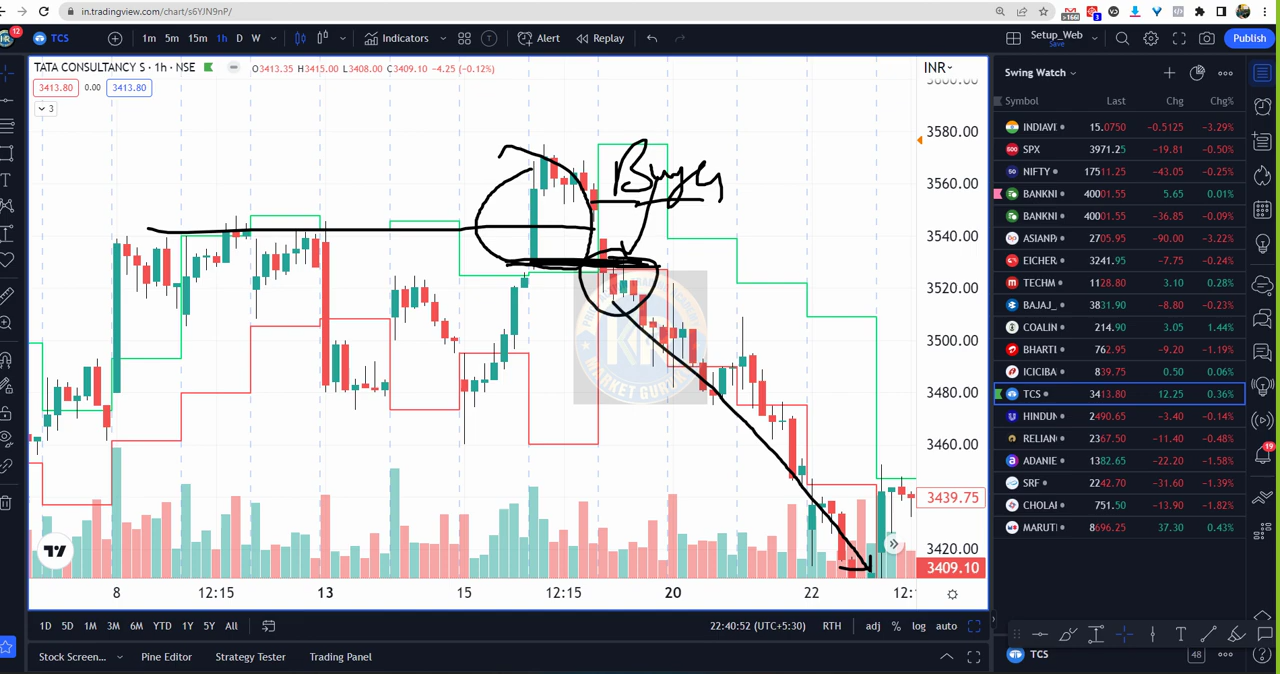 in.tradingview.com/chart/s6YJN9nP/
>166
3
12
TCS
1m 5m 15m 1h D W
Indicators
T
Alert
Replay
Setup_Web
Save
Publish
TATA CONSULTANCY S · 1h · NSE
O3413.35 H3415.00 L3408.00 C3409.10 -4.25 (-0.12%)
INR
3413.80 0.00 3413.80
3
3600.00
3580.00
3560.00
3540.00
3520.00
3500.00
3480.00
3460.00
3439.75
3420.00
3409.10
KR
MARKET
8 12:15 13 15 12:15 20 22
1D 5D 1M 3M 6M YTD 1Y 5Y All
22:40:52 (UTC+5:30) RTH adj % log auto
Stock Screen... Pine Editor Strategy Tester Trading Panel
Swing Watch
Symbol Last Chg Chg%
INDIAVI 15.0750 -0.5125 -3.29%
SPX 3971.25 -19.81 -0.50%
NIFTY 17511.25 -43.05 -0.25%
BANKNI 40001.55 5.65 0.01%
BANKNI 40001.55 -36.85 -0.09%
ASIANPA 2705.95 -90.00 -3.22%
EICHER 3241.95 -7.75 -0.24%
TECHM 1128.80 3.10 0.28%
BAJAJ_ 3831.90 -8.80 -0.23%
COALIN 214.90 3.05 1.44%
BHARTI 762.95 -9.20 -1.19%
ICICIBA 839.75 0.50 0.06%
TCS 3413.80 12.25 0.36%
HINDUN 2490.65 -3.40 -0.14%
RELIAN 2367.50 -11.40 -0.48%
ADANIE 1382.65 -22.20 -1.58%
SRF 2242.70 -31.60 -1.39%
CHOLAI 751.50 -13.90 -1.82%
MARUTI 8696.25 37.30 0.43%
19
TCS
48